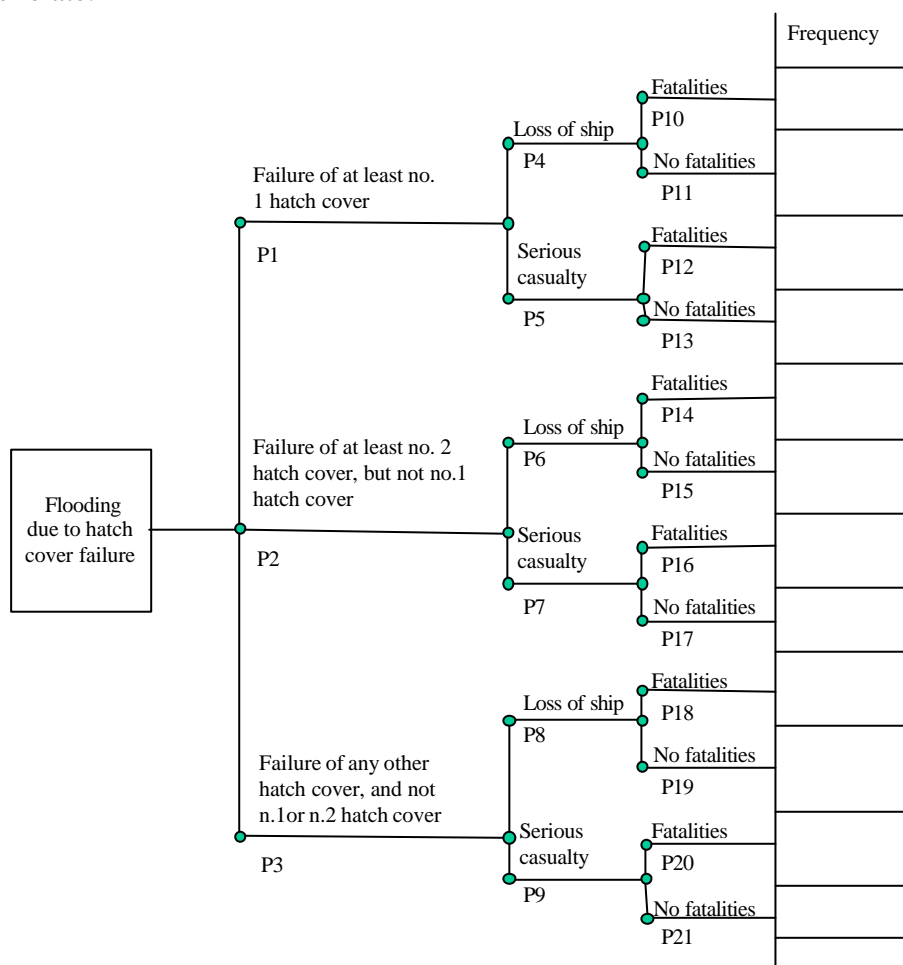 Frequency
Fatalities
P10
Loss of ship
P4
No fatalities
P11
Failure of at least no.
1 hatch cover
P1
Fatalities
P12
Serious
casualty
P5
No fatalities
P13
Fatalities
P14
Loss of ship
P6
No fatalities
P15
Failure of at least no. 2
hatch cover, but not no.1
hatch cover
P2
Flooding
due to hatch
cover failure
Serious
casualty
P7
Fatalities
P16
No fatalities
P17
Fatalities
P18
Loss of ship
P8
No fatalities
P19
Failure of any other
hatch cover, and not
n.1or n.2 hatch cover
P3
Serious
casualty
P9
Fatalities
P20
No fatalities
P21